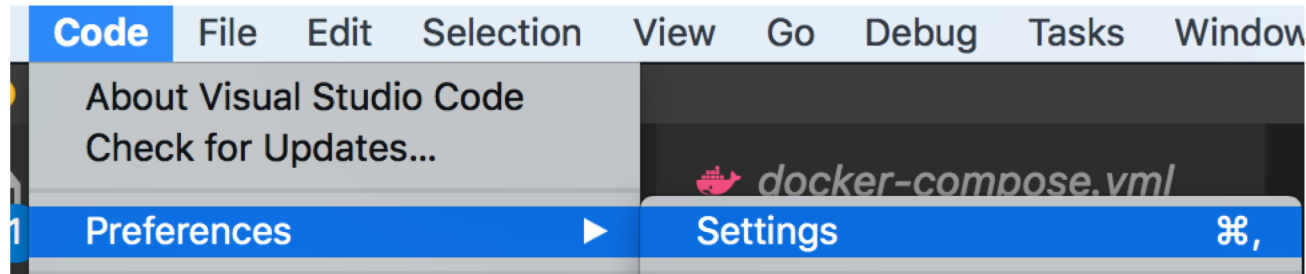 Code File Edit Selection View Go Debug Tasks Window
About Visual Studio Code
Check for Updates...
docker-compose.yml
1
Preferences ▶ Settings ⌘,